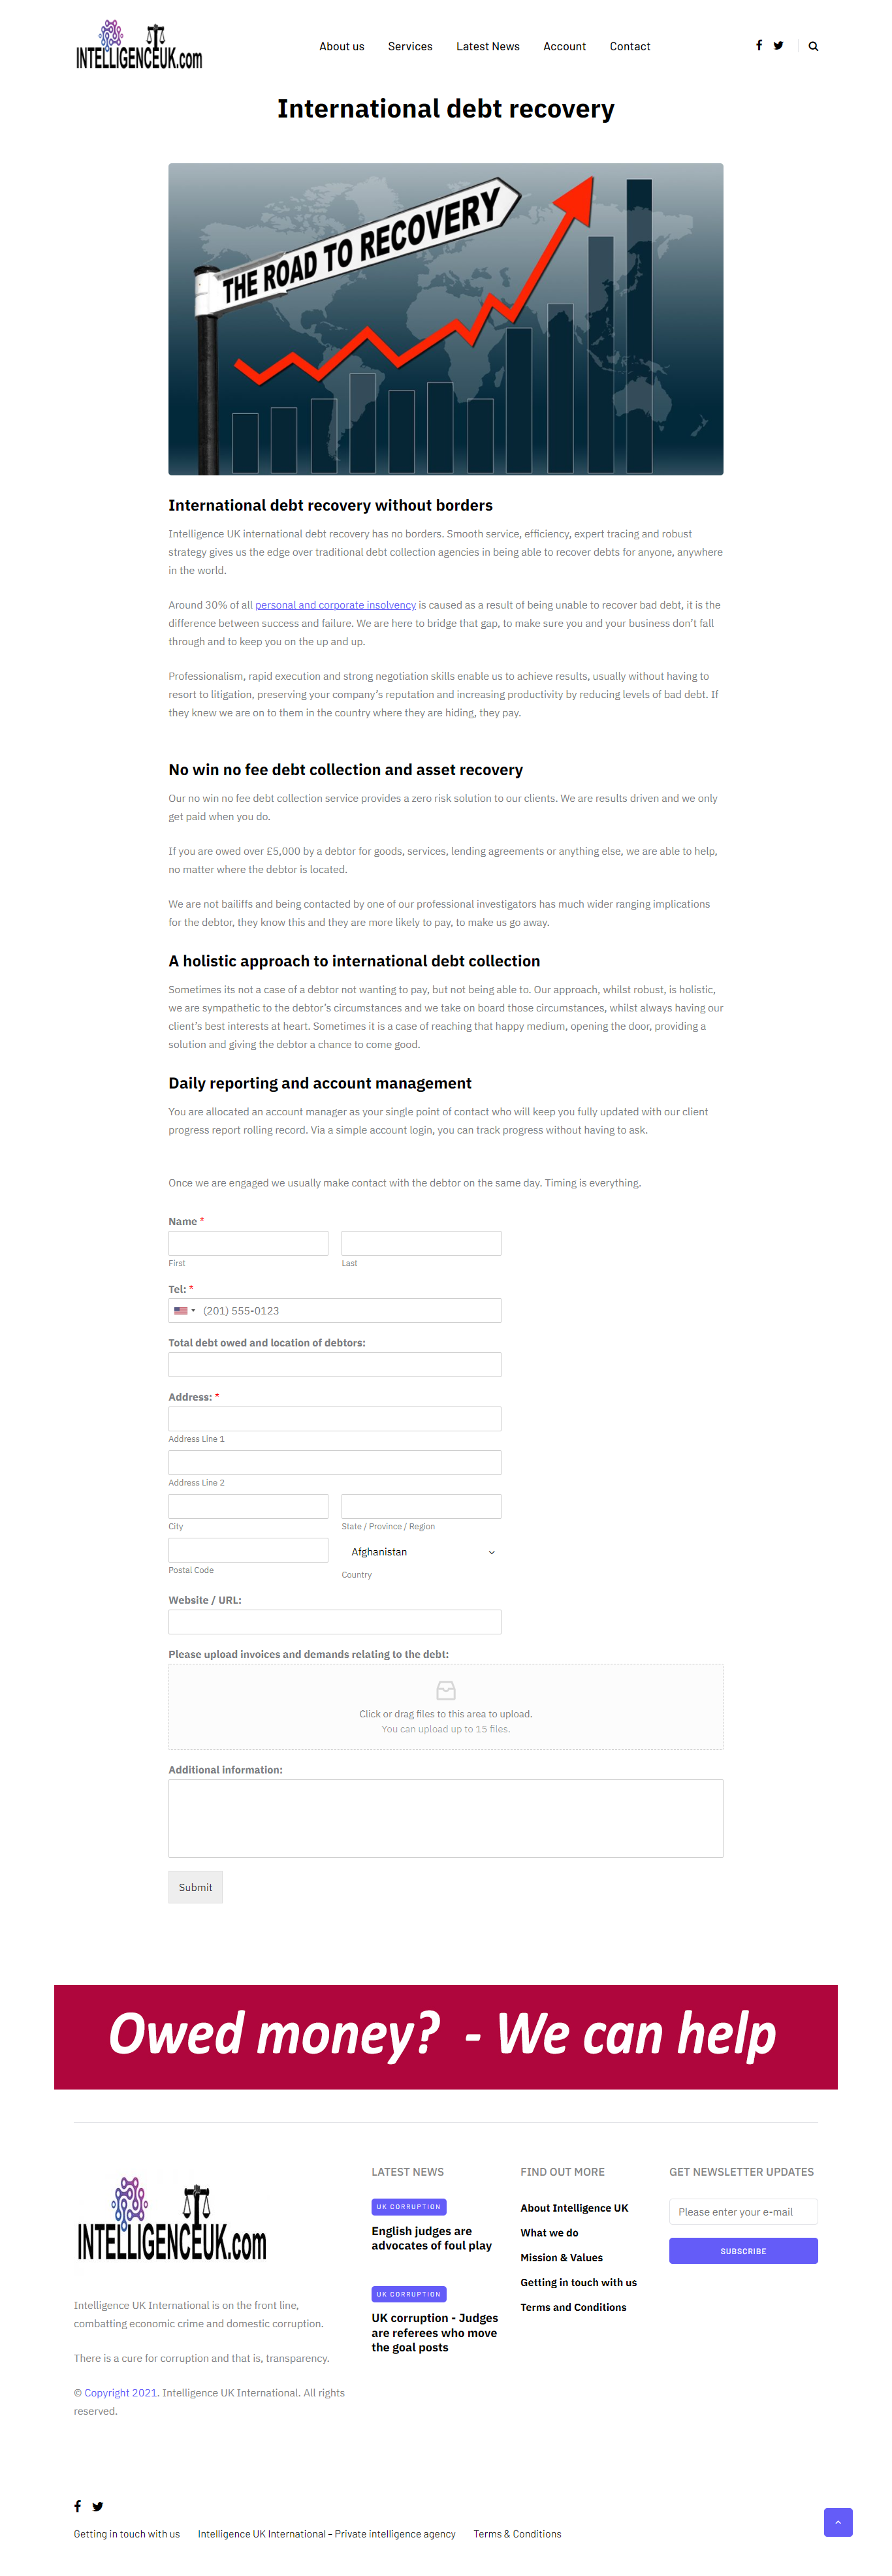 INTELLIGENCEUK.com
About us Services Latest News Account Contact
International debt recovery
THE ROAD TO RECOVERY
International debt recovery without borders
Intelligence UK international debt recovery has no borders. Smooth service, efficiency, expert tracing and robust
strategy gives us the edge over traditional debt collection agencies in being able to recover debts for anyone, anywhere
in the world.
Around 30% of all personal and corporate insolvency is caused as a result of being unable to recover bad debt, it is the
difference between success and failure. We are here to bridge that gap, to make sure you and your business don't fall
through and to keep you on the up and up.
Professionalism, rapid execution and strong negotiation skills enable us to achieve results, usually without having to
resort to litigation, preserving your company's reputation and increasing productivity by reducing levels of bad debt. If
they knew we are on to them in the country where they are hiding, they pay.
No win no fee debt collection and asset recovery
Our no win no fee debt collection service provides a zero risk solution to our clients. We are results driven and we only
get paid when you do.
If you are owed over £5,000 by a debtor for goods, services, lending agreements or anything else, we are able to help,
no matter where the debtor is located.
We are not bailiffs and being contacted by one of our professional investigators has much wider ranging implications
for the debtor, they know this and they are more likely to pay, to make us go away.
A holistic approach to international debt collection
Sometimes its not a case of a debtor not wanting to pay, but not being able to. Our approach, whilst robust, is holistic,
we are sympathetic to the debtor's circumstances and we take on board those circumstances, whilst always having our
client's best interests at heart. Sometimes it is a case of reaching that happy medium, opening the door, providing a
solution and giving the debtor a chance to come good.
Daily reporting and account management
You are allocated an account manager as your single point of contact who will keep you fully updated with our client
progress report rolling record. Via a simple account login, you can track progress without having to ask.
Once we are engaged we usually make contact with the debtor on the same day. Timing is everything.
Name *
First Last
Tel: *
(201) 555-0123
Total debt owed and location of debtors:
Address: *
Address Line 1
Address Line 2
City State / Province / Region
Afghanistan
Postal Code Country
Website / URL:
Please upload invoices and demands relating to the debt:
Click or drag files to this area to upload.
You can upload up to 15 files.
Additional information:
Submit
Owed money? - We can help
INTELLIGENCEUK.com
Intelligence UK International is on the front line,
combatting economic crime and domestic corruption.
There is a cure for corruption and that is, transparency.
© Copyright 2021. Intelligence UK International. All rights
reserved.
LATEST NEWS
UK CORRUPTION
English judges are
advocates of foul play
UK CORRUPTION
UK corruption - Judges
are referees who move
the goal posts
FIND OUT MORE
About Intelligence UK
What we do
Mission & Values
Getting in touch with us
Terms and Conditions
GET NEWSLETTER UPDATES
Please enter your e-mail
SUBSCRIBE
Getting in touch with us Intelligence UK International – Private intelligence agency Terms & Conditions